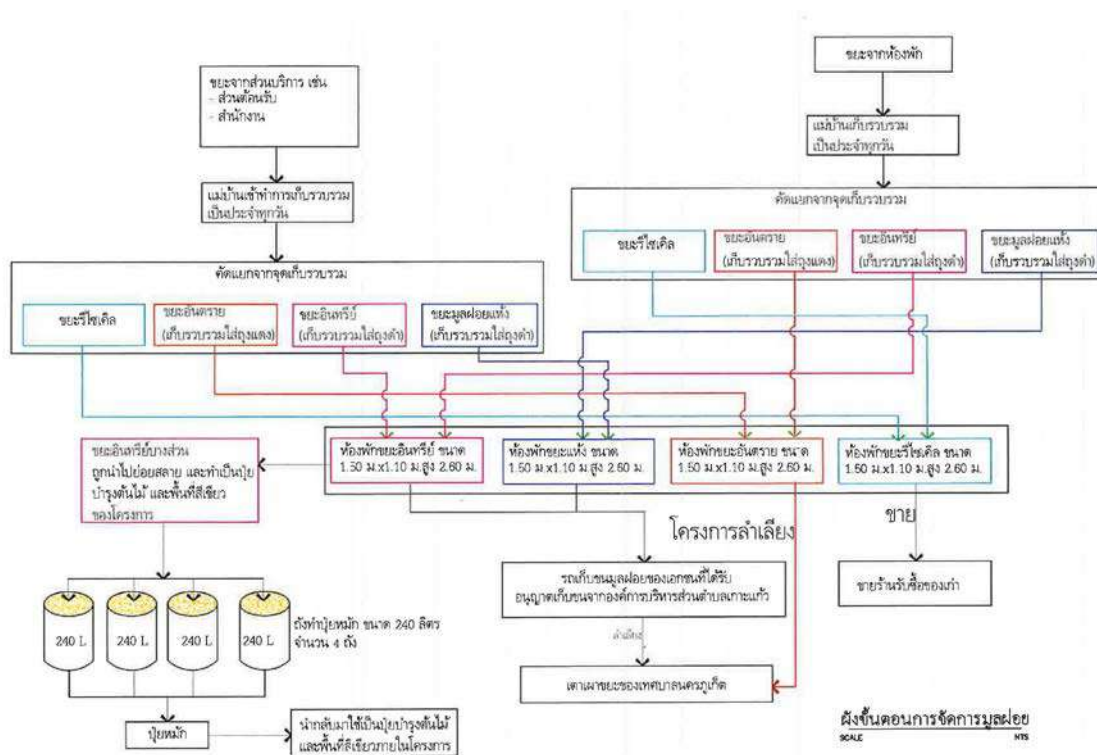 ขยะจากห้องพัก
ขยะจากส่วนบริการ เช่น
- ส่วนต้อนรับ
- สำนักงาน
แม่บ้านเก็บรวบรวม
เป็นประจำทุกวัน
แม่บ้านเข้าทำการเก็บรวบรวม
เป็นประจำทุกวัน
คัดแยกจากจุดเก็บรวบรวม
ขยะรีไซเคิล
ขยะอันตราย
(เก็บรวบรวมใส่ถุงแดง)
ขยะอินทรีย์
(เก็บรวบรวมใส่ถุงดำ)
ขยะมูลฝอยแห้ง
(เก็บรวบรวมใส่ถุงดำ)
คัดแยกจากจุดเก็บรวบรวม
ขยะรีไซเคิล
ขยะอันตราย
(เก็บรวบรวมใส่ถุงแดง)
ขยะอินทรีย์
(เก็บรวบรวมใส่ถุงดำ)
ขยะมูลฝอยแห้ง
(เก็บรวบรวมใส่ถุงดำ)
ขยะอินทรีย์บางส่วน
ถูกนำไปย่อยสลาย และทำเป็นปุ๋ย
บำรุงต้นไม้ และพื้นที่สีเขียว
ของโครงการ
ห้องพักขยะอินทรีย์ ขนาด
1.50 ม.x1.10 ม.สูง 2.60 ม.
ห้องพักขยะแห้ง ขนาด
1.50 ม.x1.10 ม.สูง 2.60 ม.
ห้องพักขยะอันตราย ขนาด
1.50 ม.x1.10 ม.สูง 2.60 ม.
ห้องพักขยะรีไซเคิล ขนาด
1.50 ม.x1.10 ม.สูง 2.60 ม.
โครงการลำเลียง
ขาย
รถเก็บขนมูลฝอยของเอกชนที่ได้รับ
อนุญาตเก็บขนจากองค์การบริหารส่วนตำบลเกาะแก้ว
ขายร้านรับซื้อของเก่า
240 L
240 L
240 L
240 L
ถังทำปุ๋ยหมัก ขนาด 240 ลิตร
จำนวน 4 ถัง
ลำเลียง
เตาเผาขยะของเทศบาลนครภูเก็ต
ปุ๋ยหมัก
นำกลับมาใช้เป็นปุ๋ยบำรุงต้นไม้
และพื้นที่สีเขียวภายในโครงการ
ผังขั้นตอนการจัดการมูลฝอย
SCALE NTS